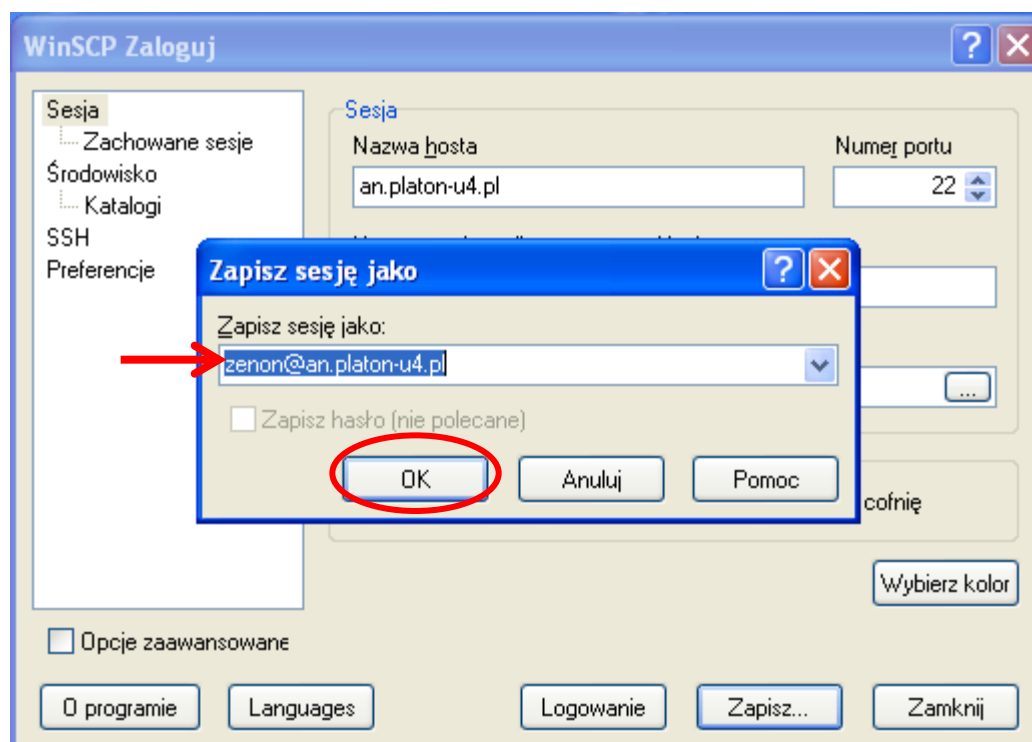 WinSCP Zaloguj
Sesja
Zachowane sesje
Środowisko
Katalogi
SSH
Preferencje
Sesja
Nazwa hosta
Numer portu
an.platon-u4.pl
22
Zapisz sesję jako
Zapisz sesję jako:
zenon@an.platon-u4.pl
Zapisz hasło (nie polecane)
OK
Anuluj
Pomoc
...
cofnię
Wybierz kolor
Opcje zaawansowane
O programie
Languages
Logowanie
Zapisz...
Zamknij